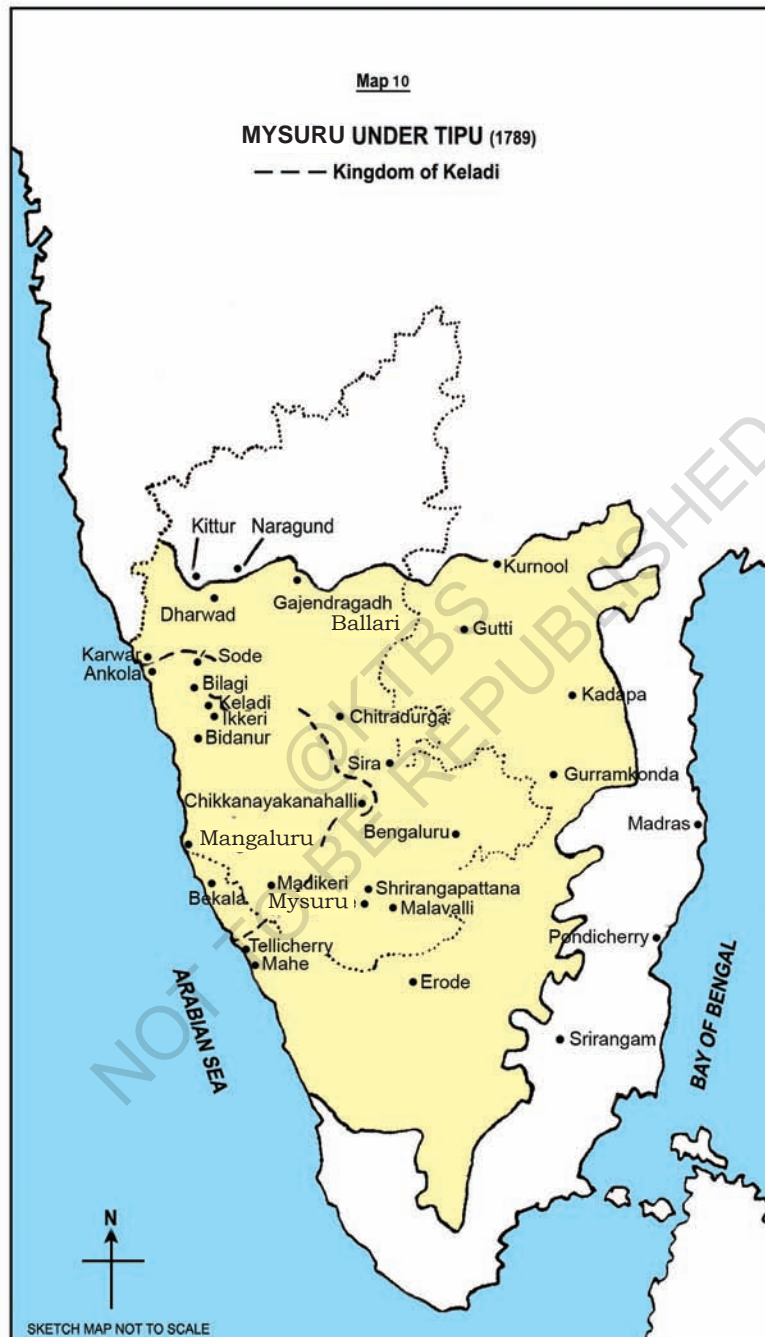 Map 10
MYSURU UNDER TIPU (1789)
Kingdom of Keladi
Kittur
Naragund
Kurnool
Dharwad
Gajendragadh
Ballari
Gutti
Karwar
Sode
Ankola
Bilagi
Keladi
Kadapa
Ikkeri
Chitradurga
Bidanur
Sira
Gurramkonda
Chikkanayakanahalli
Madras
Bengaluru
Mangaluru
Bekala
Madikeri
Shrirangapattana
Mysuru
Malavalli
Pondicherry
Tellicherry
Mahe
Erode
Srirangam
ARABIAN SEA
BAY OF BENGAL
@KTBS
NOT TO BE REPUBLISHED
N
SKETCH MAP NOT TO SCALE